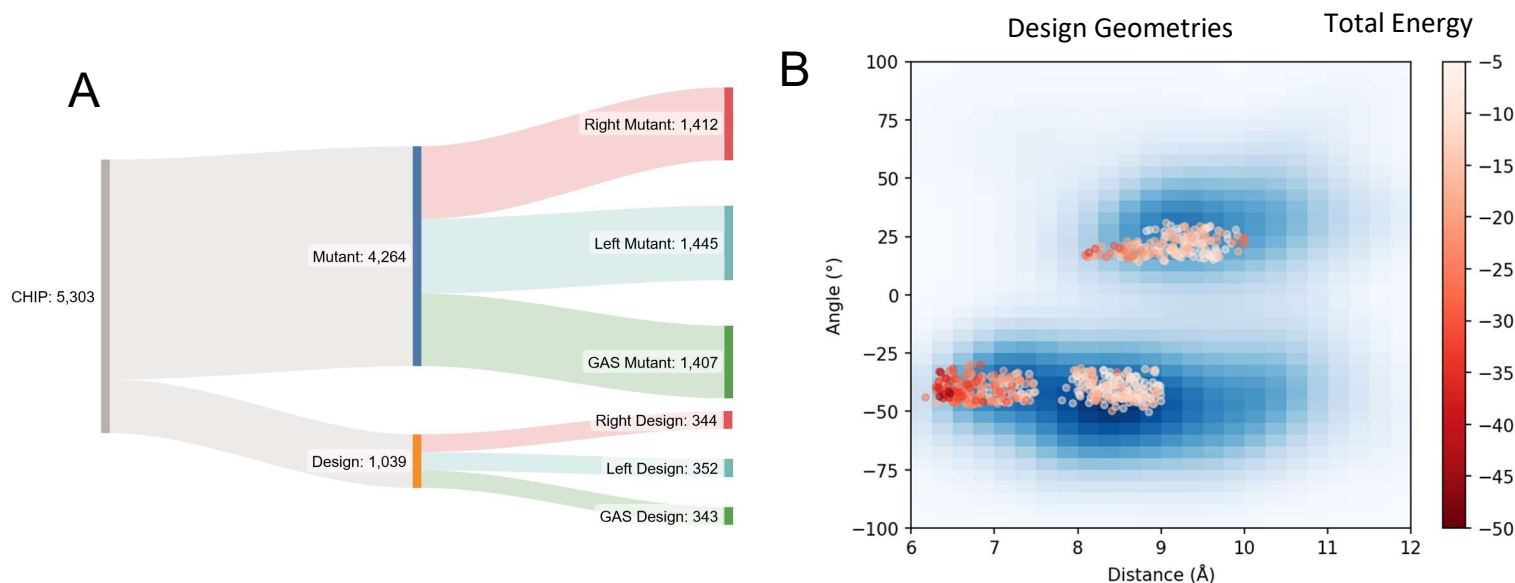 A
CHIP: 5,303
Mutant: 4,264
Design: 1,039
Right Mutant: 1,412
Left Mutant: 1,445
GAS Mutant: 1,407
Right Design: 344
Left Design: 352
GAS Design: 343
B
Design Geometries
Total Energy
Angle (°)
100
75
50
25
0
−25
−50
−75
−100
6
7
8
9
10
11
12
Distance (Å)
−5
−10
−15
−20
−25
−30
−35
−40
−45
−50